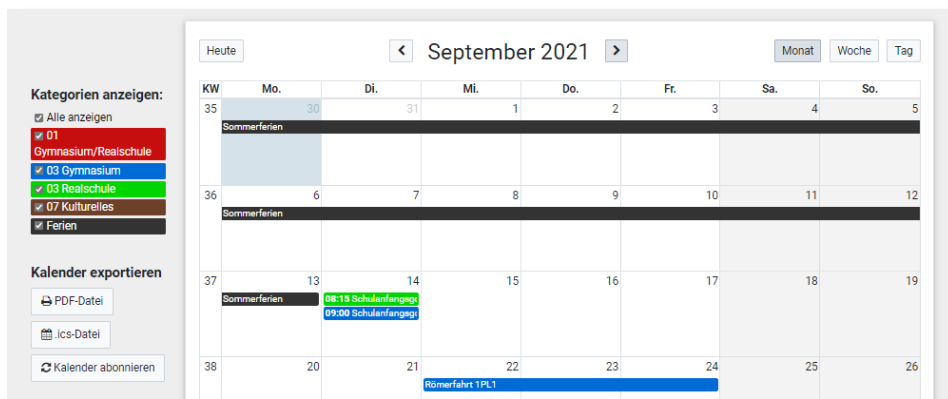 Heute
September 2021
Monat Woche Tag
Kategorien anzeigen:
Alle anzeigen
01
Gymnasium/Realschule
03 Gymnasium
03 Realschule
07 Kulturelles
Ferien
Kalender exportieren
PDF-Datei
.ics-Datei
Kalender abonnieren
KW Mo. Di. Mi. Do. Fr. Sa. So.
35 30 31 1 2 3 4 5
Sommerferien
36 6 7 8 9 10 11 12
Sommerferien
37 13 14 15 16 17 18 19
Sommerferien 08:15 Schulanfangsgo
09:00 Schulanfangsgo
38 20 21 22 23 24 25 26
Römerfahrt 1PL1